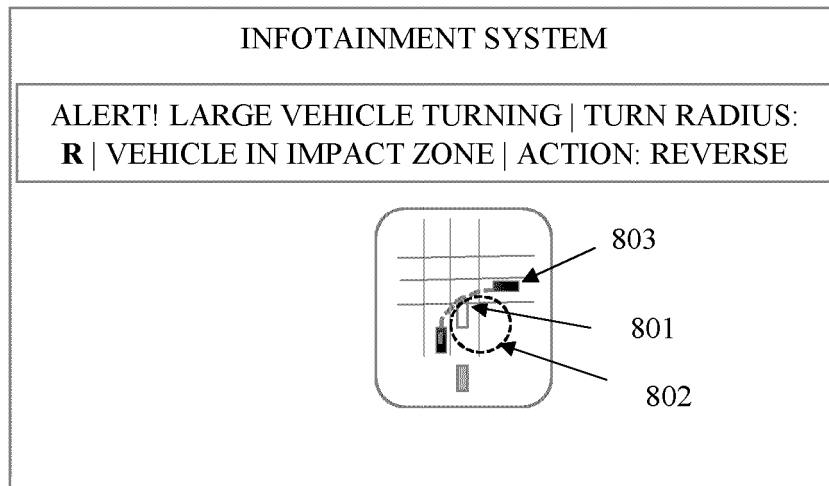 INFOTAINMENT SYSTEM
ALERT! LARGE VEHICLE TURNING | TURN RADIUS:
R | VEHICLE IN IMPACT ZONE | ACTION: REVERSE
803
801
802